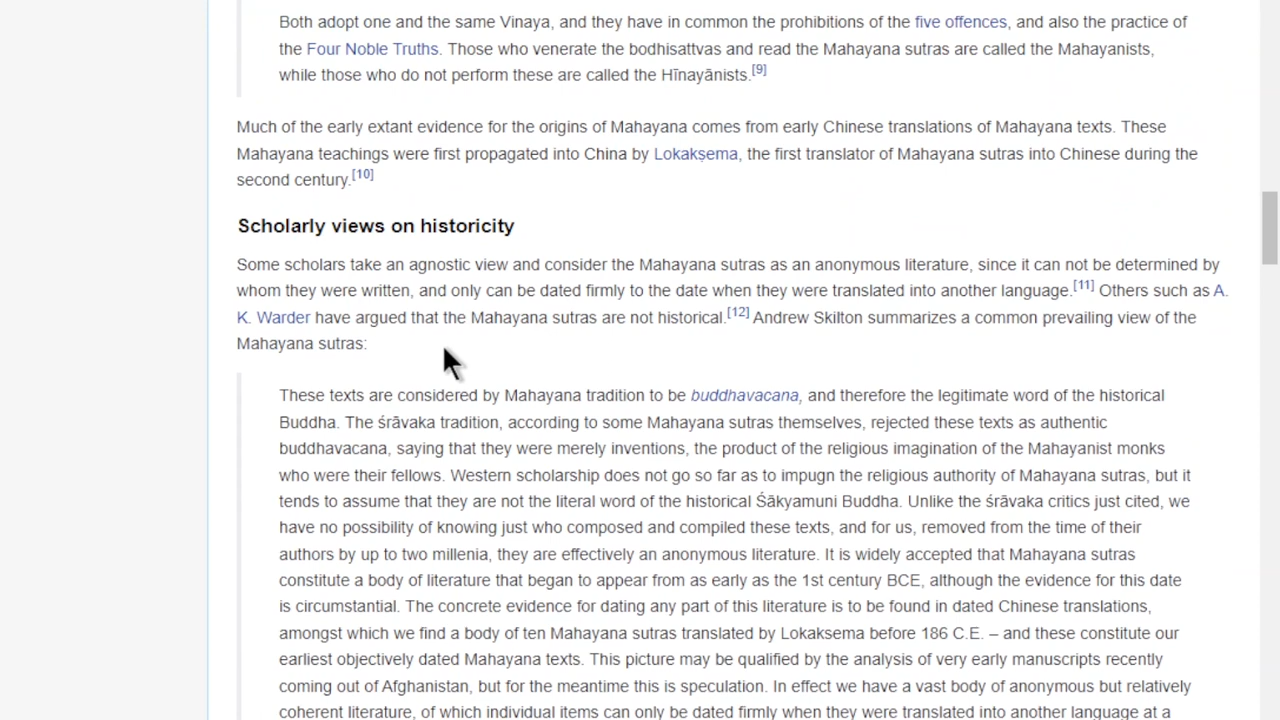 Both adopt one and the same Vinaya, and they have in common the prohibitions of the five offences, and also the practice of
the Four Noble Truths. Those who venerate the bodhisattvas and read the Mahayana sutras are called the Mahayanists,
while those who do not perform these are called the Hīnayānists.[9]
Much of the early extant evidence for the origins of Mahayana comes from early Chinese translations of Mahayana texts. These
Mahayana teachings were first propagated into China by Lokakṣema, the first translator of Mahayana sutras into Chinese during the
second century.[10]
Scholarly views on historicity
Some scholars take an agnostic view and consider the Mahayana sutras as an anonymous literature, since it can not be determined by
whom they were written, and only can be dated firmly to the date when they were translated into another language.[11] Others such as A.
K. Warder have argued that the Mahayana sutras are not historical.[12] Andrew Skilton summarizes a common prevailing view of the
Mahayana sutras:
These texts are considered by Mahayana tradition to be buddhavacana, and therefore the legitimate word of the historical
Buddha. The śrāvaka tradition, according to some Mahayana sutras themselves, rejected these texts as authentic
buddhavacana, saying that they were merely inventions, the product of the religious imagination of the Mahayanist monks
who were their fellows. Western scholarship does not go so far as to impugn the religious authority of Mahayana sutras, but it
tends to assume that they are not the literal word of the historical Śākyamuni Buddha. Unlike the śrāvaka critics just cited, we
have no possibility of knowing just who composed and compiled these texts, and for us, removed from the time of their
authors by up to two millenia, they are effectively an anonymous literature. It is widely accepted that Mahayana sutras
constitute a body of literature that began to appear from as early as the 1st century BCE, although the evidence for this date
is circumstantial. The concrete evidence for dating any part of this literature is to be found in dated Chinese translations,
amongst which we find a body of ten Mahayana sutras translated by Lokaksema before 186 C.E. – and these constitute our
earliest objectively dated Mahayana texts. This picture may be qualified by the analysis of very early manuscripts recently
coming out of Afghanistan, but for the meantime this is speculation. In effect we have a vast body of anonymous but relatively
coherent literature, of which individual items can only be dated firmly when they were translated into another language at a